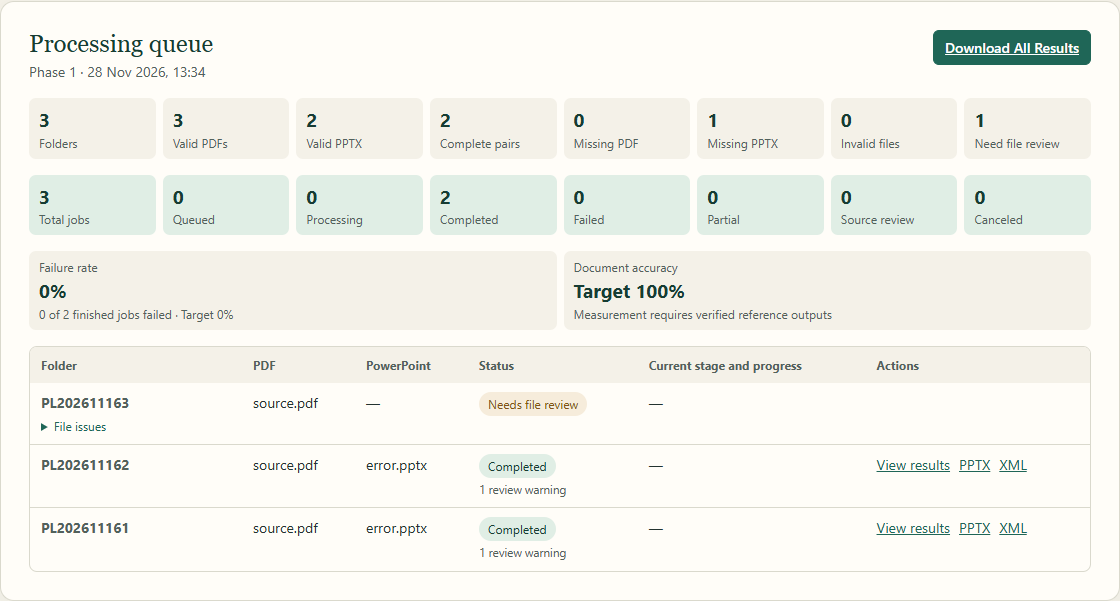 Processing queue
Download All Results
Phase 1 · 28 Nov 2026, 13:34
3 3 2 2 0 1 0 1
Folders Valid PDFs Valid PPTX Complete pairs Missing PDF Missing PPTX Invalid files Need file review
3 0 0 2 0 0 0 0
Total jobs Queued Processing Completed Failed Partial Source review Canceled
Failure rate
0%
0 of 2 finished jobs failed · Target 0%
Document accuracy
Target 100%
Measurement requires verified reference outputs
Folder PDF PowerPoint Status Current stage and progress Actions
PL202611163 source.pdf — Needs file review —
▶ File issues
PL202611162 source.pdf error.pptx Completed — View results PPTX XML
1 review warning
PL202611161 source.pdf error.pptx Completed — View results PPTX XML
1 review warning